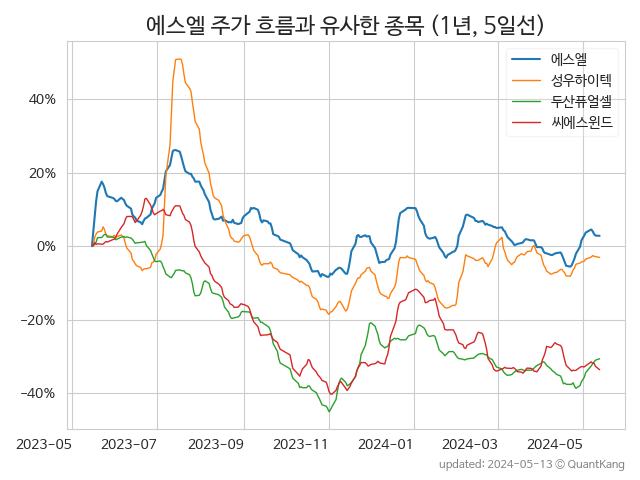 에스엘 주가 흐름과 유사한 종목 (1년, 5일선)
에스엘
성우하이텍
두산퓨얼셀
씨에스윈드
40%
20%
0%
−20%
−40%
2023-05 2023-07 2023-09 2023-11 2024-01 2024-03 2024-05
updated: 2024-05-13 © QuantKang